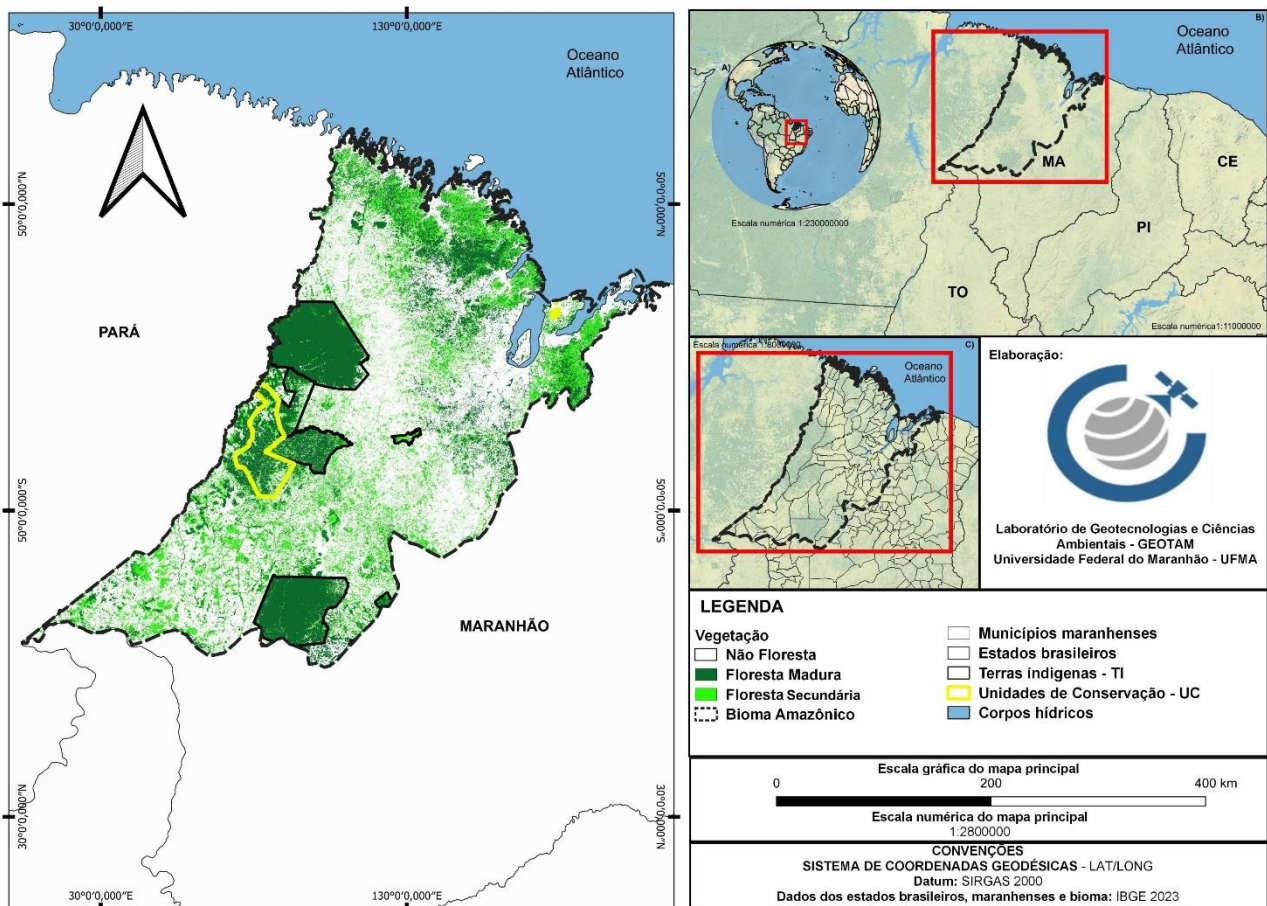 30°0'0,000"E
130°0'0,000"E
Oceano
Atlântico
50°0'0,000"N
50°0'0,000"N
PARÁ
50°0'0,000"S
50°0'0,000"S
MARANHÃO
30°0'0,000"N
30°0'0,000"N
30°0'0,000"E
130°0'0,000"E
A)
B)
Oceano
Atlântico
MA
CE
PI
TO
Escala numérica 1:230000000
Escala numérica1:11000000
Escala numérica 1:6000000
C)
Oceano
Atlântico
Elaboração:
Laboratório de Geotecnologias e Ciências
Ambientais - GEOTAM
Universidade Federal do Maranhão - UFMA
LEGENDA
Vegetação
Não Floresta
Floresta Madura
Floresta Secundária
Bioma Amazônico
Municípios maranhenses
Estados brasileiros
Terras índigenas - TI
Unidades de Conservação - UC
Corpos hídricos
Escala gráfica do mapa principal
0 200 400 km
Escala numérica do mapa principal
1:2800000
CONVENÇÕES
SISTEMA DE COORDENADAS GEODÉSICAS - LAT/LONG
Datum: SIRGAS 2000
Dados dos estados brasileiros, maranhenses e bioma: IBGE 2023